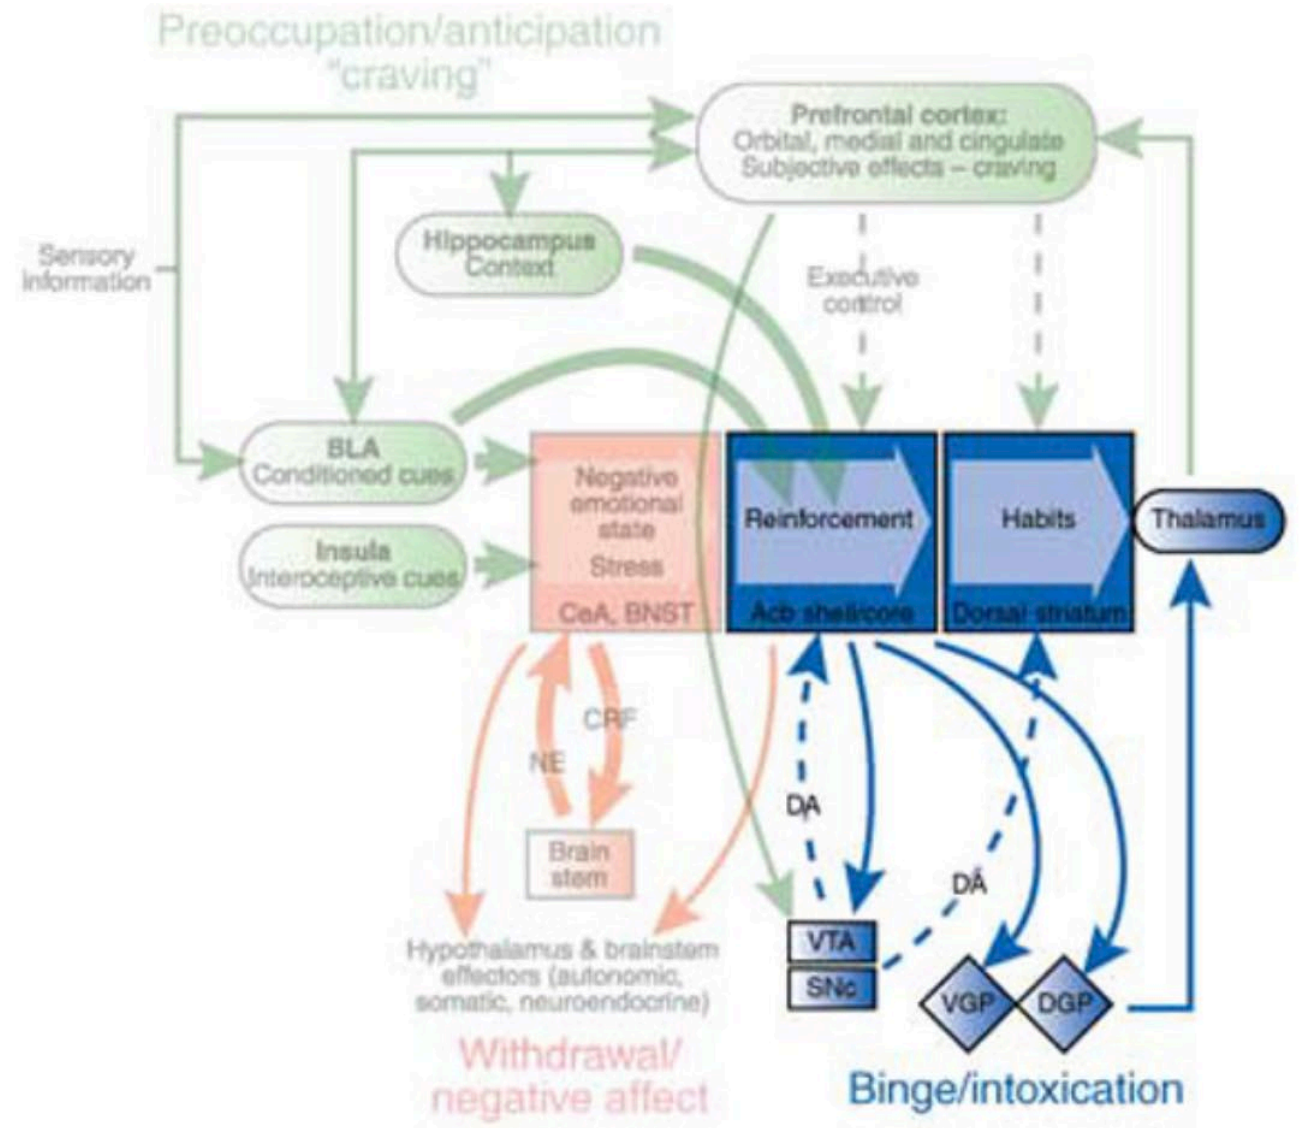 Preoccupation/anticipation
"craving"
Prefrontal cortex:
Orbital, medial and cingulate
Subjective effects – craving
Hippocampus
Context
Sensory
information
Executive
control
BLA
Conditioned cues
Insula
Interoceptive cues
Negative
emotional
state
Stress
CeA, BNST
Reinforcement
Acb shell/core
Habits
Dorsal striatum
Thalamus
CRF
NE
DA
DA
Brain
stem
VTA
SNc
VGP
DGP
Hypothalamus & brainstem
effectors (autonomic,
somatic, neuroendocrine)
Withdrawal/
negative affect
Binge/intoxication